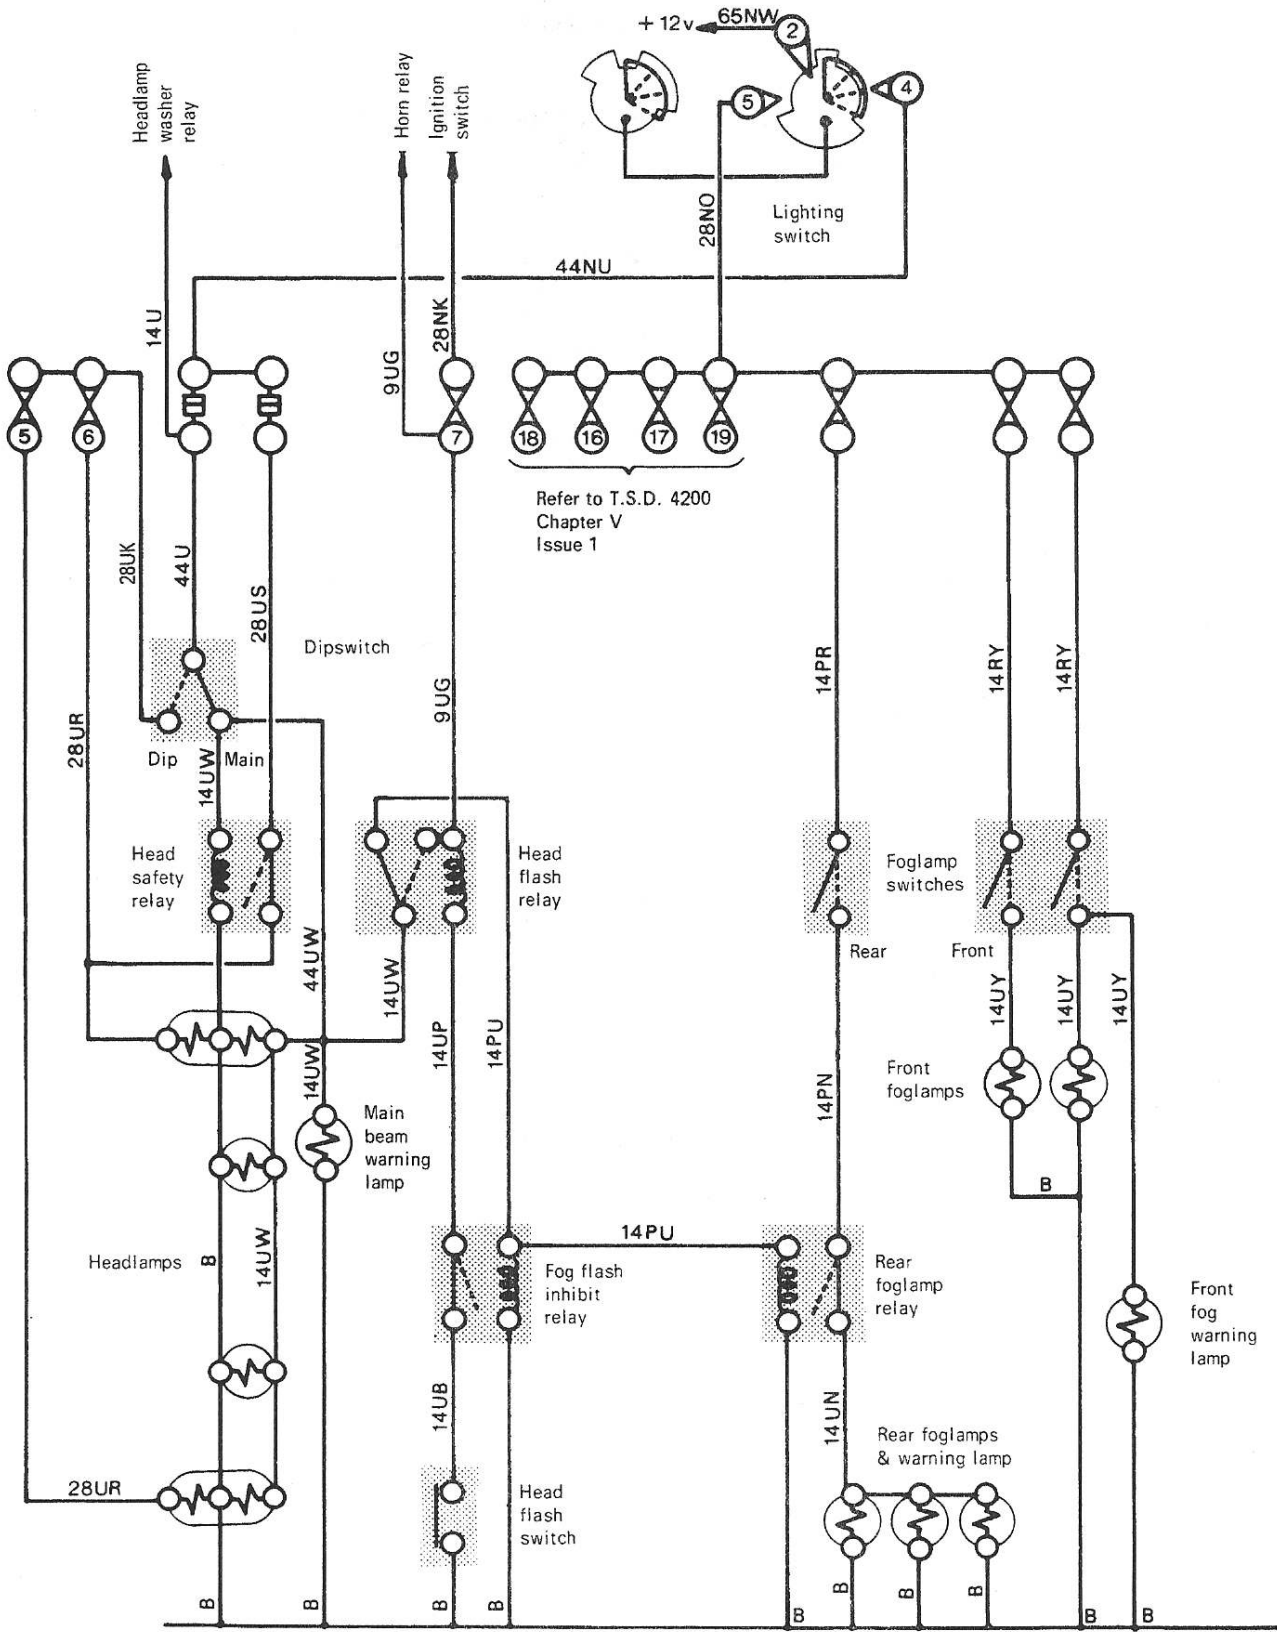 + 12v
65NW
2
Headlamp
washer
relay
Horn relay
Ignition
switch
5
4
28NO
Lighting
switch
44NU
14U
9UG
28NK
5
6
7
18
16
17
19
Refer to T.S.D. 4200
Chapter V
Issue 1
28UK
44U
28US
Dipswitch
28UR
Dip
Main
14UW
9UG
14PR
14RY
14RY
Head
safety
relay
Head
flash
relay
Foglamp
switches
Rear
Front
44UW
14UW
14UW
14UP
14PU
14PN
14UY
14UY
14UY
Front
foglamps
Main
beam
warning
lamp
B
Headlamps
B
14UW
14PU
Fog flash
inhibit
relay
Rear
foglamp
relay
Front
fog
warning
lamp
14UB
14UN
Rear foglamps
& warning lamp
28UR
Head
flash
switch
B
B
B
B
B
B
B
B
B
B